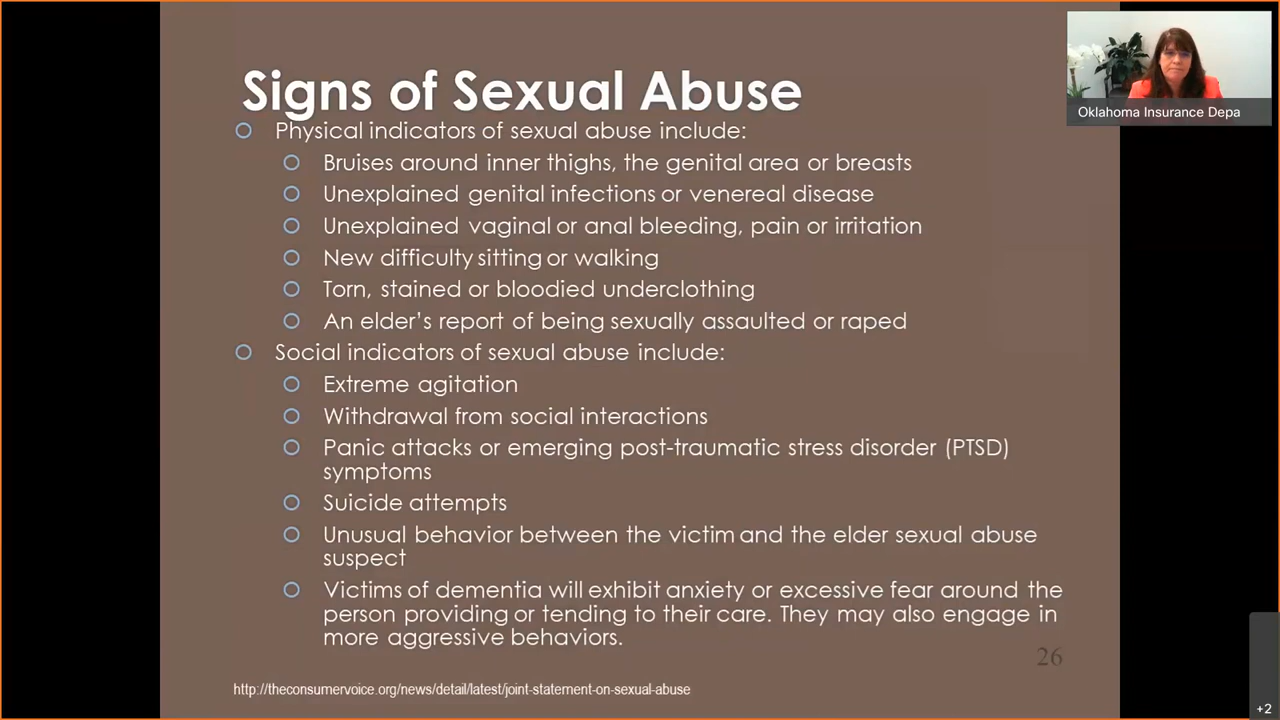 Signs of Sexual Abuse
Physical indicators of sexual abuse include:
Bruises around inner thighs, the genital area or breasts
Unexplained genital infections or venereal disease
Unexplained vaginal or anal bleeding, pain or irritation
New difficulty sitting or walking
Torn, stained or bloodied underclothing
An elder's report of being sexually assaulted or raped
Social indicators of sexual abuse include:
Extreme agitation
Withdrawal from social interactions
Panic attacks or emerging post-traumatic stress disorder (PTSD)
symptoms
Suicide attempts
Unusual behavior between the victim and the elder sexual abuse
suspect
Victims of dementia will exhibit anxiety or excessive fear around the
person providing or tending to their care. They may also engage in
more aggressive behaviors.
26
http://theconsumervoice.org/news/detail/latest/joint-statement-on-sexual-abuse
Oklahoma Insurance Depa
+2